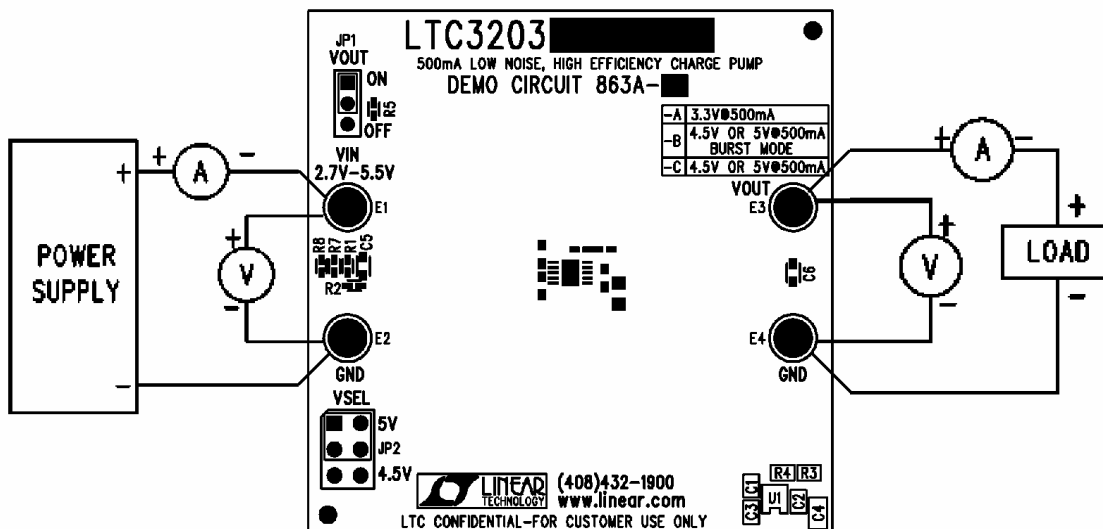 LTC3203
500mA LOW NOISE, HIGH EFFICIENCY CHARGE PUMP
DEMO CIRCUIT 863A-
JP1
VOUT
ON
R5
OFF
-A 3.3V@500mA
-B 4.5V OR 5V@500mA
BURST MODE
-C 4.5V OR 5V@500mA
+ A -
+ A -
VIN
2.7V-5.5V
VOUT
E1
E3
+
POWER
SUPPLY
-
+
V
-
R8
R7
R1
C5
R2
C6
+
V
-
+
LOAD
-
E2
E4
GND
GND
VSEL
5V
JP2
4.5V
LINEAR
TECHNOLOGY
(408)432-1900
www.linear.com
LTC CONFIDENTIAL-FOR CUSTOMER USE ONLY
R4
R3
C1
U1
C2
C3
C4